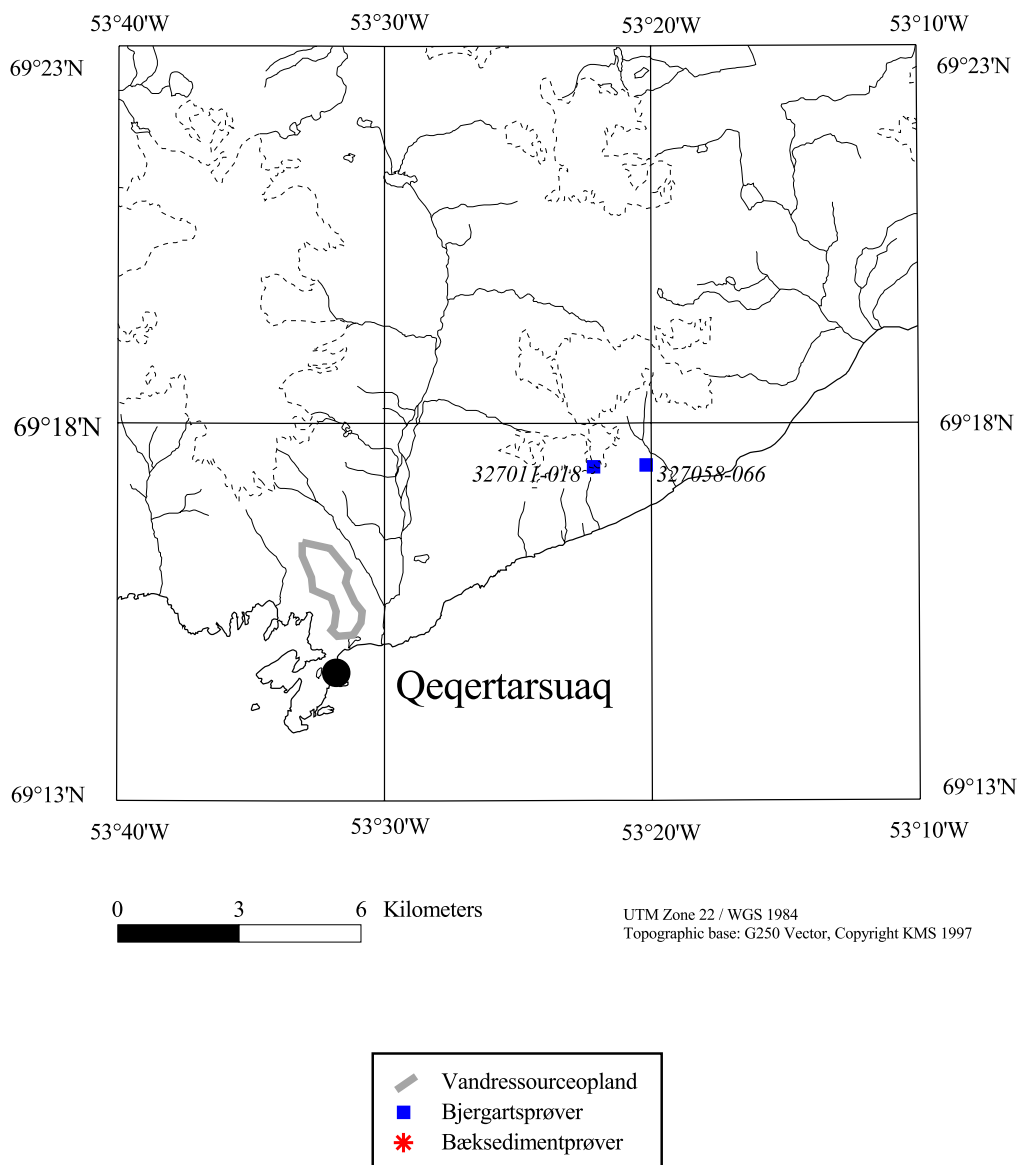 53°40'W 53°30'W 53°20'W 53°10'W
69°23'N 69°23'N
69°18'N 69°18'N
327011-018 327058-066
Qeqertarsuaq
69°13'N 69°13'N
53°40'W 53°30'W 53°20'W 53°10'W
0 3 6 Kilometers
UTM Zone 22 / WGS 1984
Topographic base: G250 Vector, Copyright KMS 1997
Vandressourceopland
Bjergartsprøver
Bæksedimentprøver